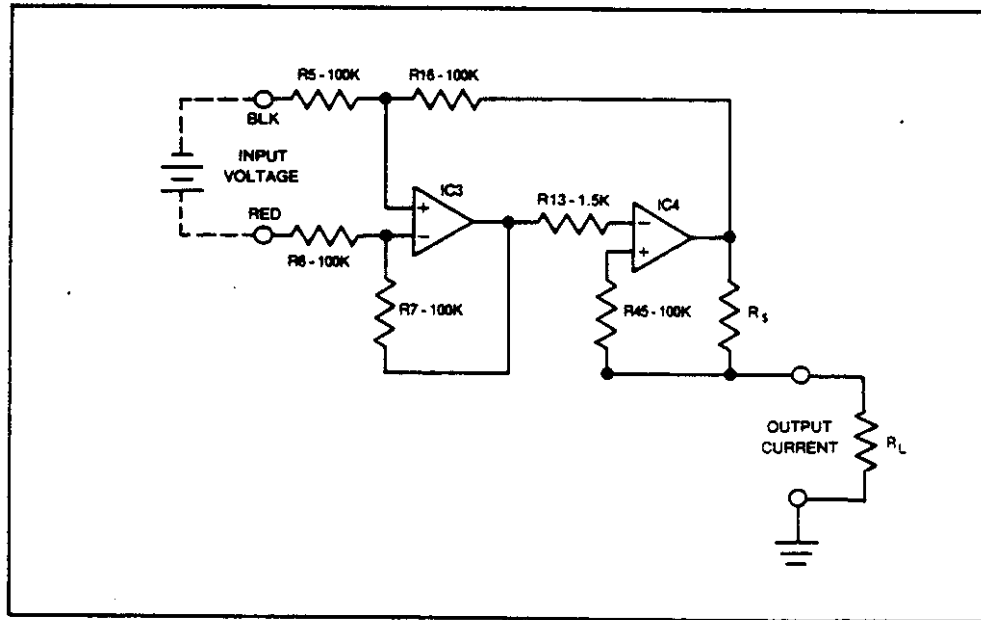 R5 - 100K
R16 - 100K
BLK
INPUT
VOLTAGE
IC3
+
−
RED
R6 - 100K
R7 - 100K
R13 - 1.5K
IC4
−
+
R45 - 100K
R$
OUTPUT
CURRENT
RL